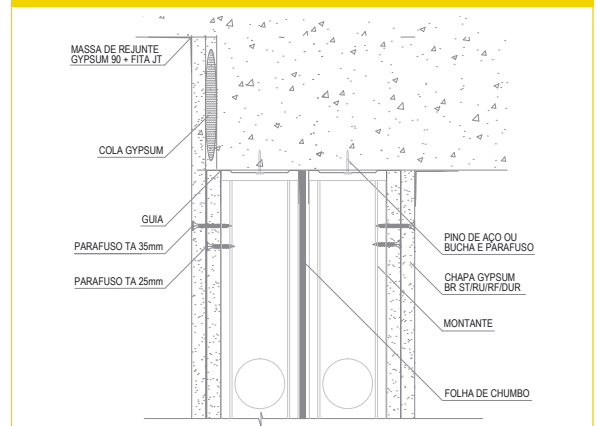 MASSA DE REJUNTE
GYPSUM 90 + FITA JT
COLA GYPSUM
GUIA
PARAFUSO TA 35mm
PARAFUSO TA 25mm
PINO DE AÇO OU
BUCHA E PARAFUSO
CHAPA GYPSUM
BR ST/RU/RF/DUR
MONTANTE
FOLHA DE CHUMBO